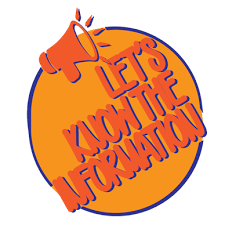 LET'S
KNOW THE
INFORMATION